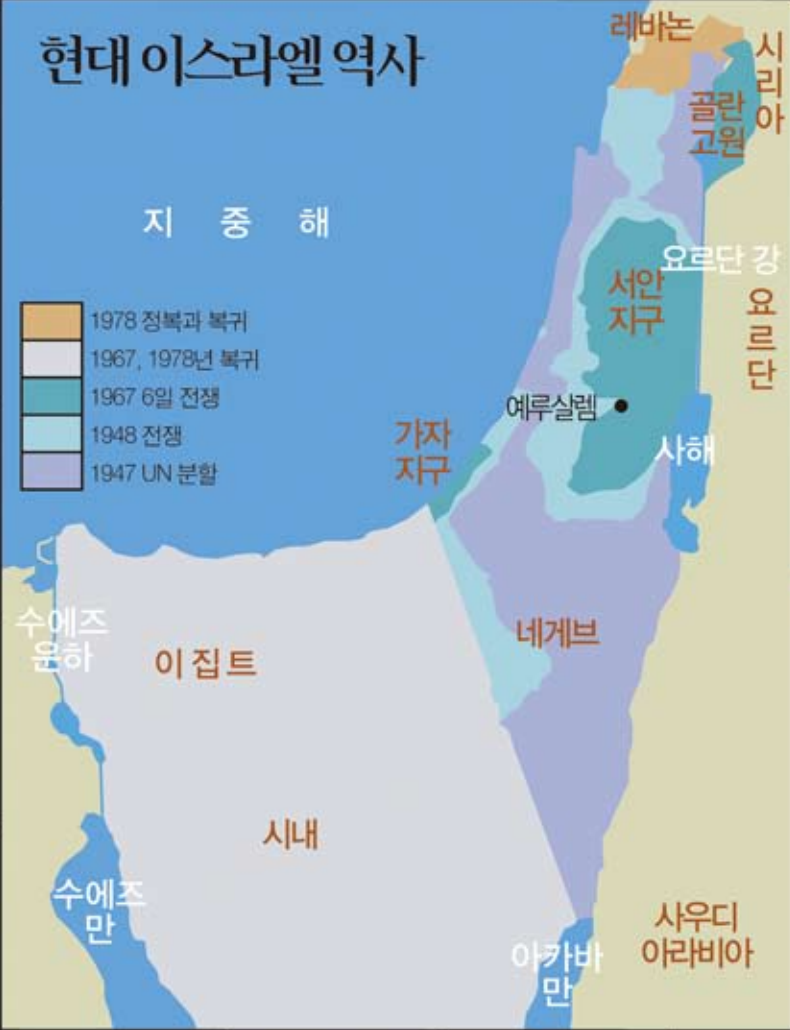 현대 이스라엘 역사
레바논
시리아
골란
고원
지 중 해
요르단 강
서안
지구
요르단
1978 정복과 복귀
1967, 1978년 복귀
1967 6일 전쟁
1948 전쟁
1947 UN 분할
예루살렘
가자
지구
사해
수에즈
운하
이 집 트
네게브
시내
수에즈
만
아카바
만
사우디
아라비아